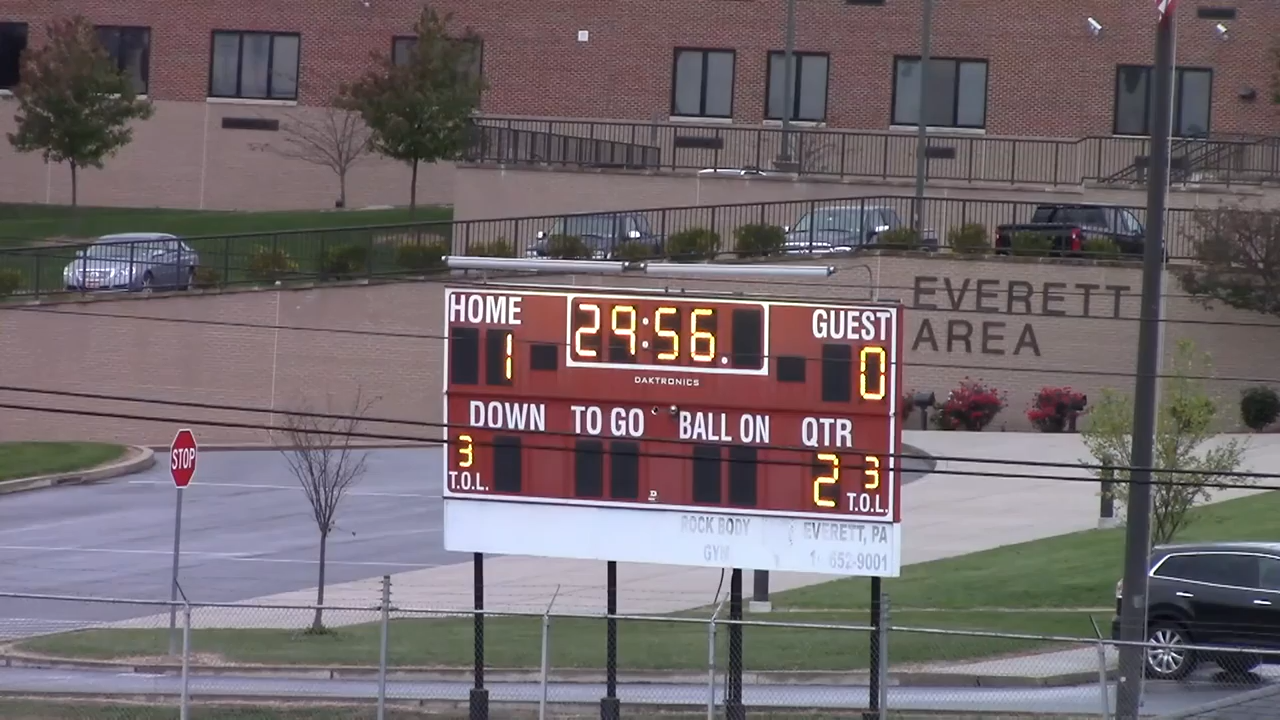 EVERETT
AREA
HOME 29:56. GUEST
1 0
DAKTRONICS
DOWN TO GO BALL ON QTR
3 2 3
T.O.L. T.O.L.
STOP
ROCK BODY EVERETT, PA
GYM 652-9001